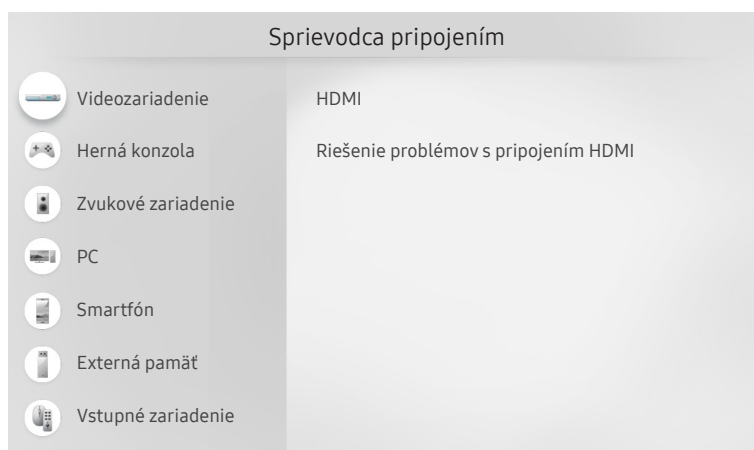 Sprievodca pripojením
Videozariadenie
Herná konzola
Zvukové zariadenie
PC
Smartfón
Externá pamäť
Vstupné zariadenie
HDMI
Riešenie problémov s pripojením HDMI